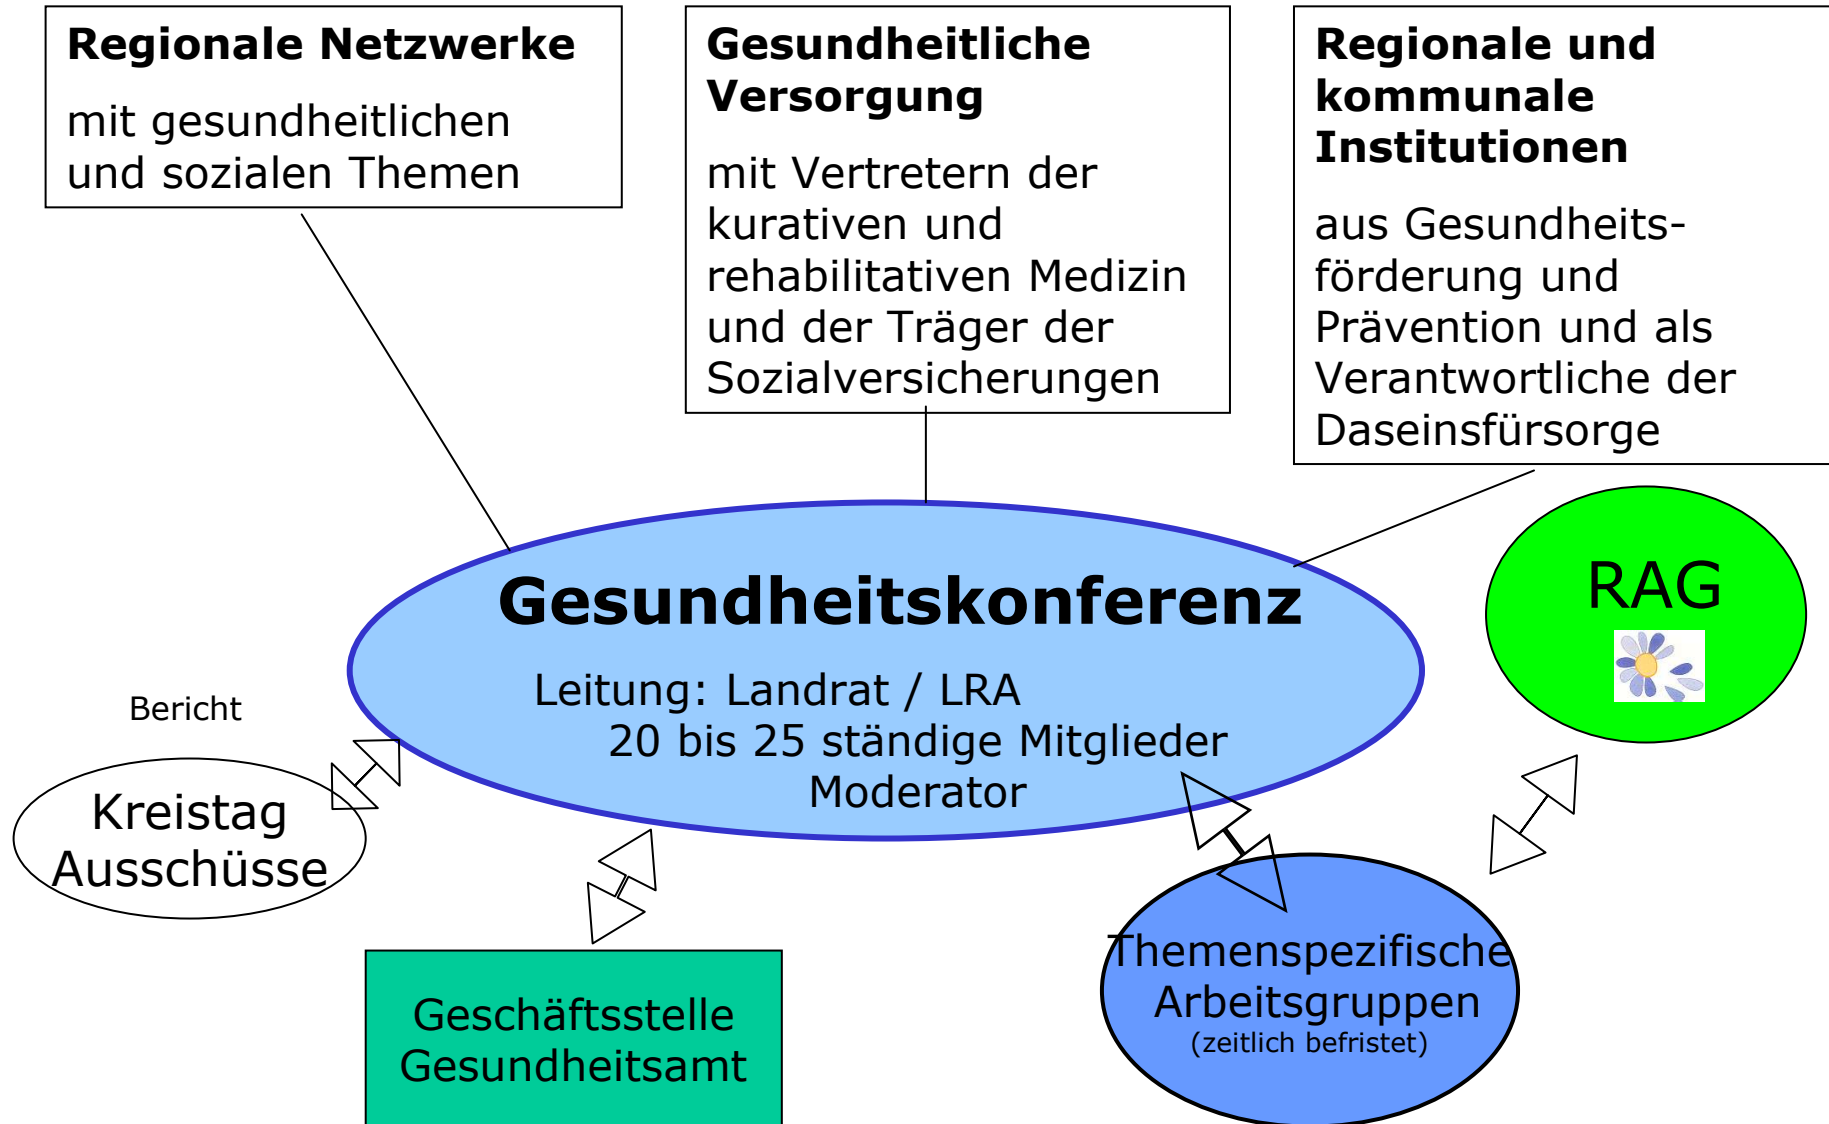 Regionale Netzwerke
mit gesundheitlichen
und sozialen Themen
Gesundheitliche
Versorgung
mit Vertretern der
kurativen und
rehabilitativen Medizin
und der Träger der
Sozialversicherungen
Regionale und
kommunale
Institutionen
aus Gesundheits-
förderung und
Prävention und als
Verantwortliche der
Daseinsfürsorge
Gesundheitskonferenz
Leitung: Landrat / LRA
20 bis 25 ständige Mitglieder
Moderator
RAG
Bericht
Kreistag
Ausschüsse
Geschäftsstelle
Gesundheitsamt
Themenspezifische
Arbeitsgruppen
(zeitlich befristet)